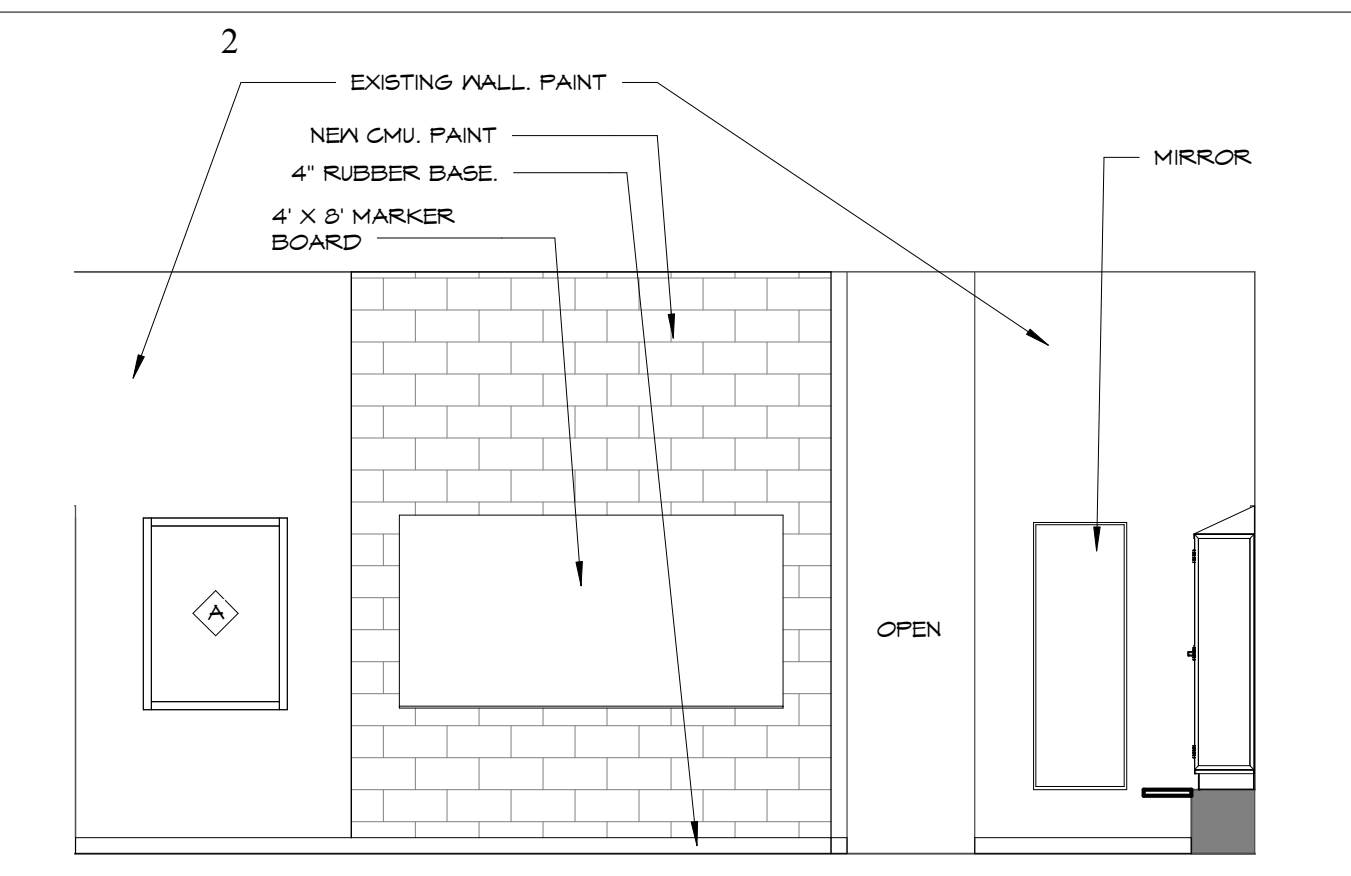 2
EXISTING WALL. PAINT
NEW CMU. PAINT
4" RUBBER BASE.
4' X 8' MARKER
BOARD
MIRROR
A
OPEN